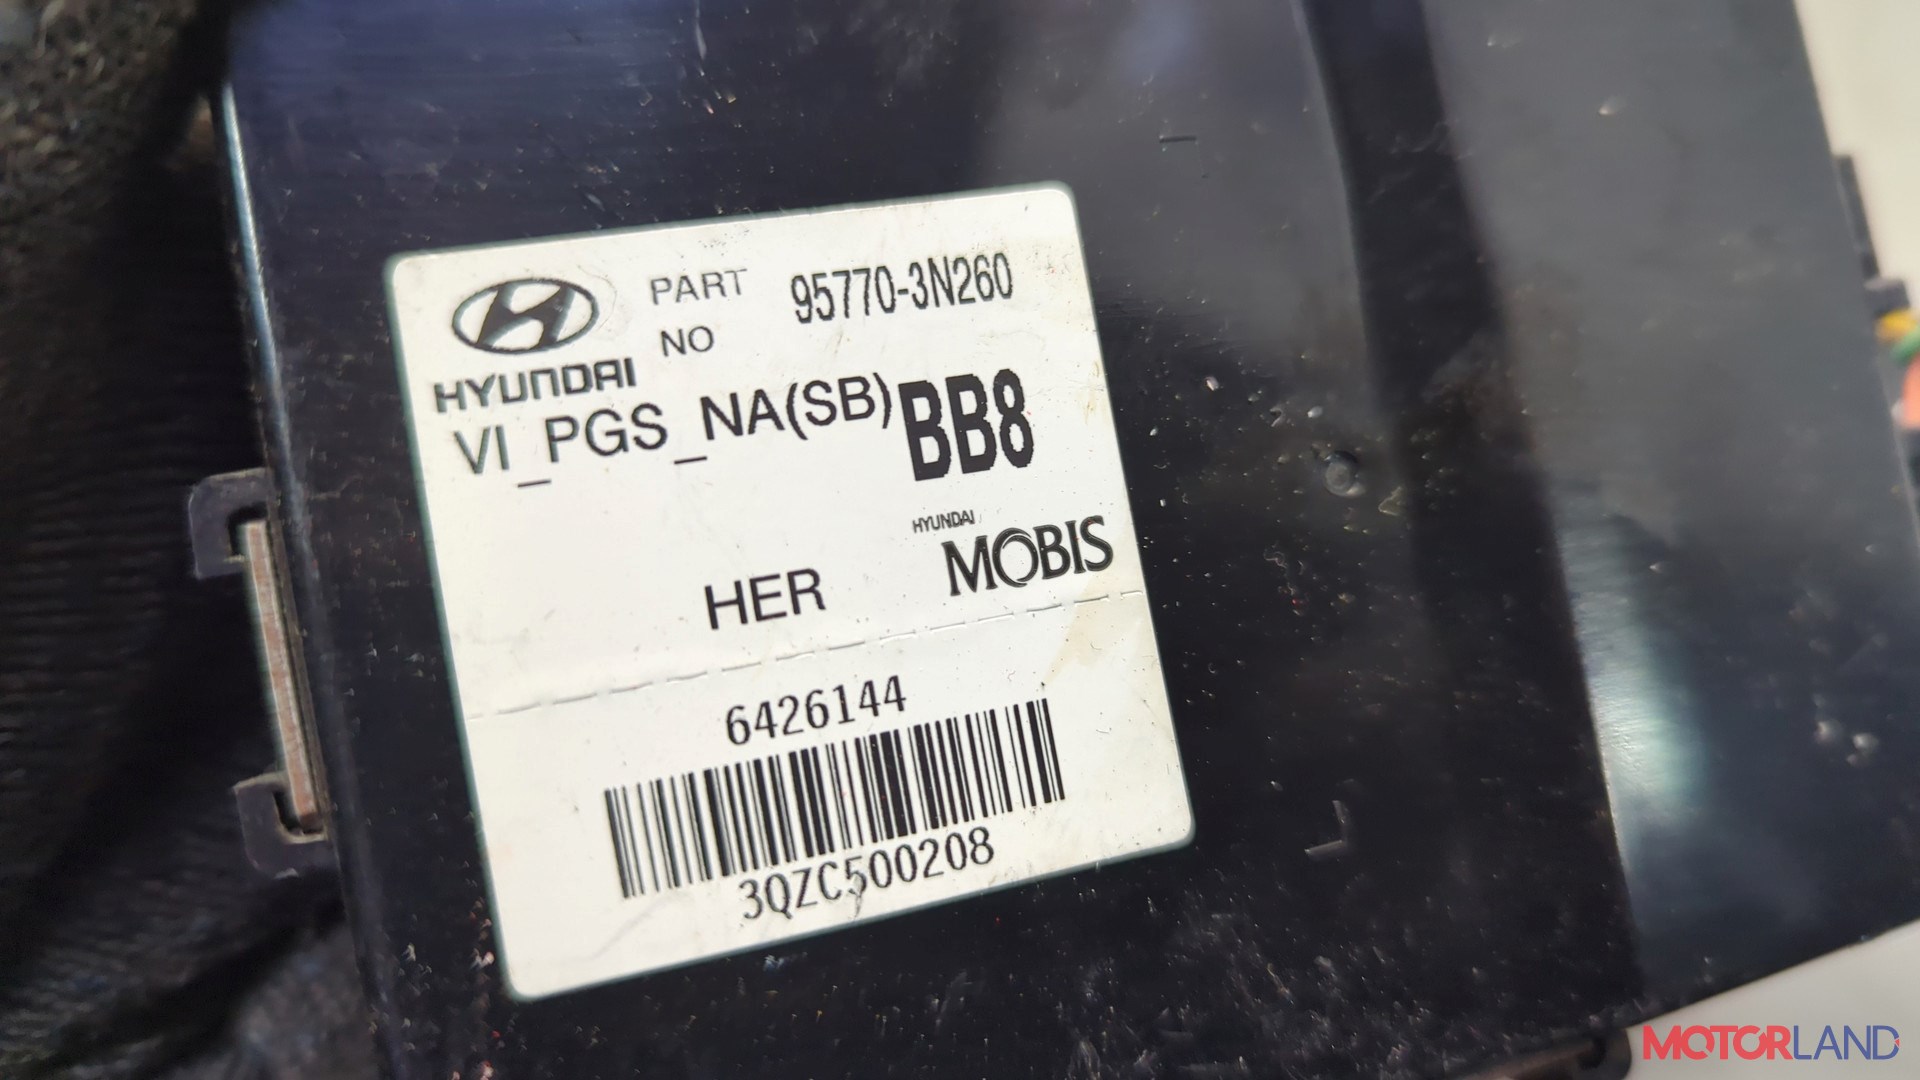 PART NO 95770-3N260
HYUNDAI
VI_PGS_NA(SB) BB8
HYUNDAI
MOBIS
HER
6426144
3QZC500208
MOTORLAND